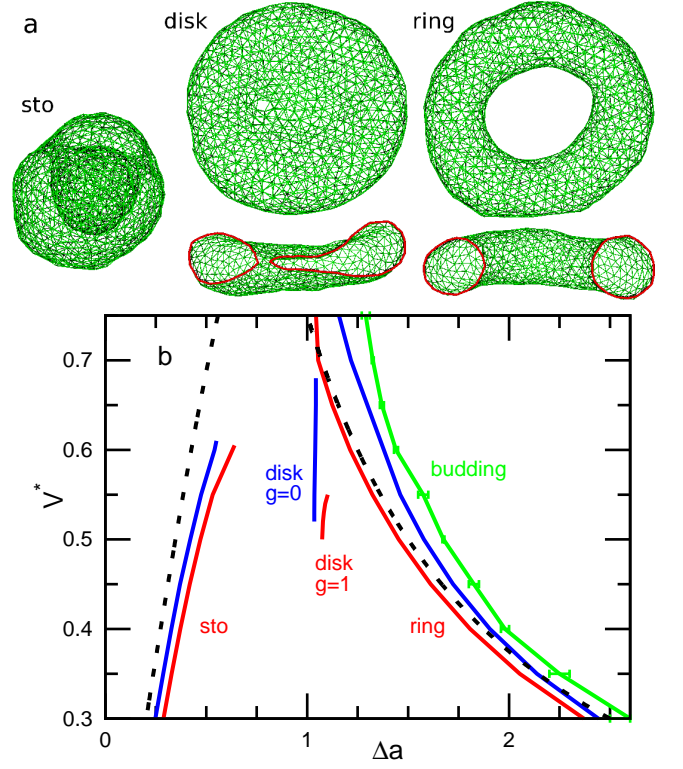 a
disk
ring
sto
b
0.7
0.6
0.5
0.4
0.3
V*
budding
disk
g=0
disk
g=1
sto
ring
0
1
2
Δa